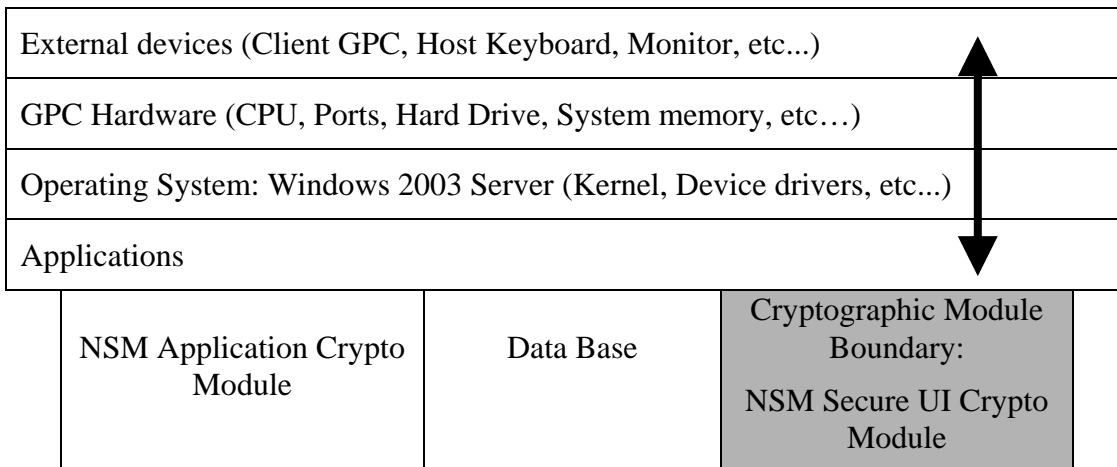 External devices (Client GPC, Host Keyboard, Monitor, etc...)
GPC Hardware (CPU, Ports, Hard Drive, System memory, etc…)
Operating System: Windows 2003 Server (Kernel, Device drivers, etc...)
Applications
NSM Application Crypto
Module
Data Base
Cryptographic Module
Boundary:
NSM Secure UI Crypto
Module